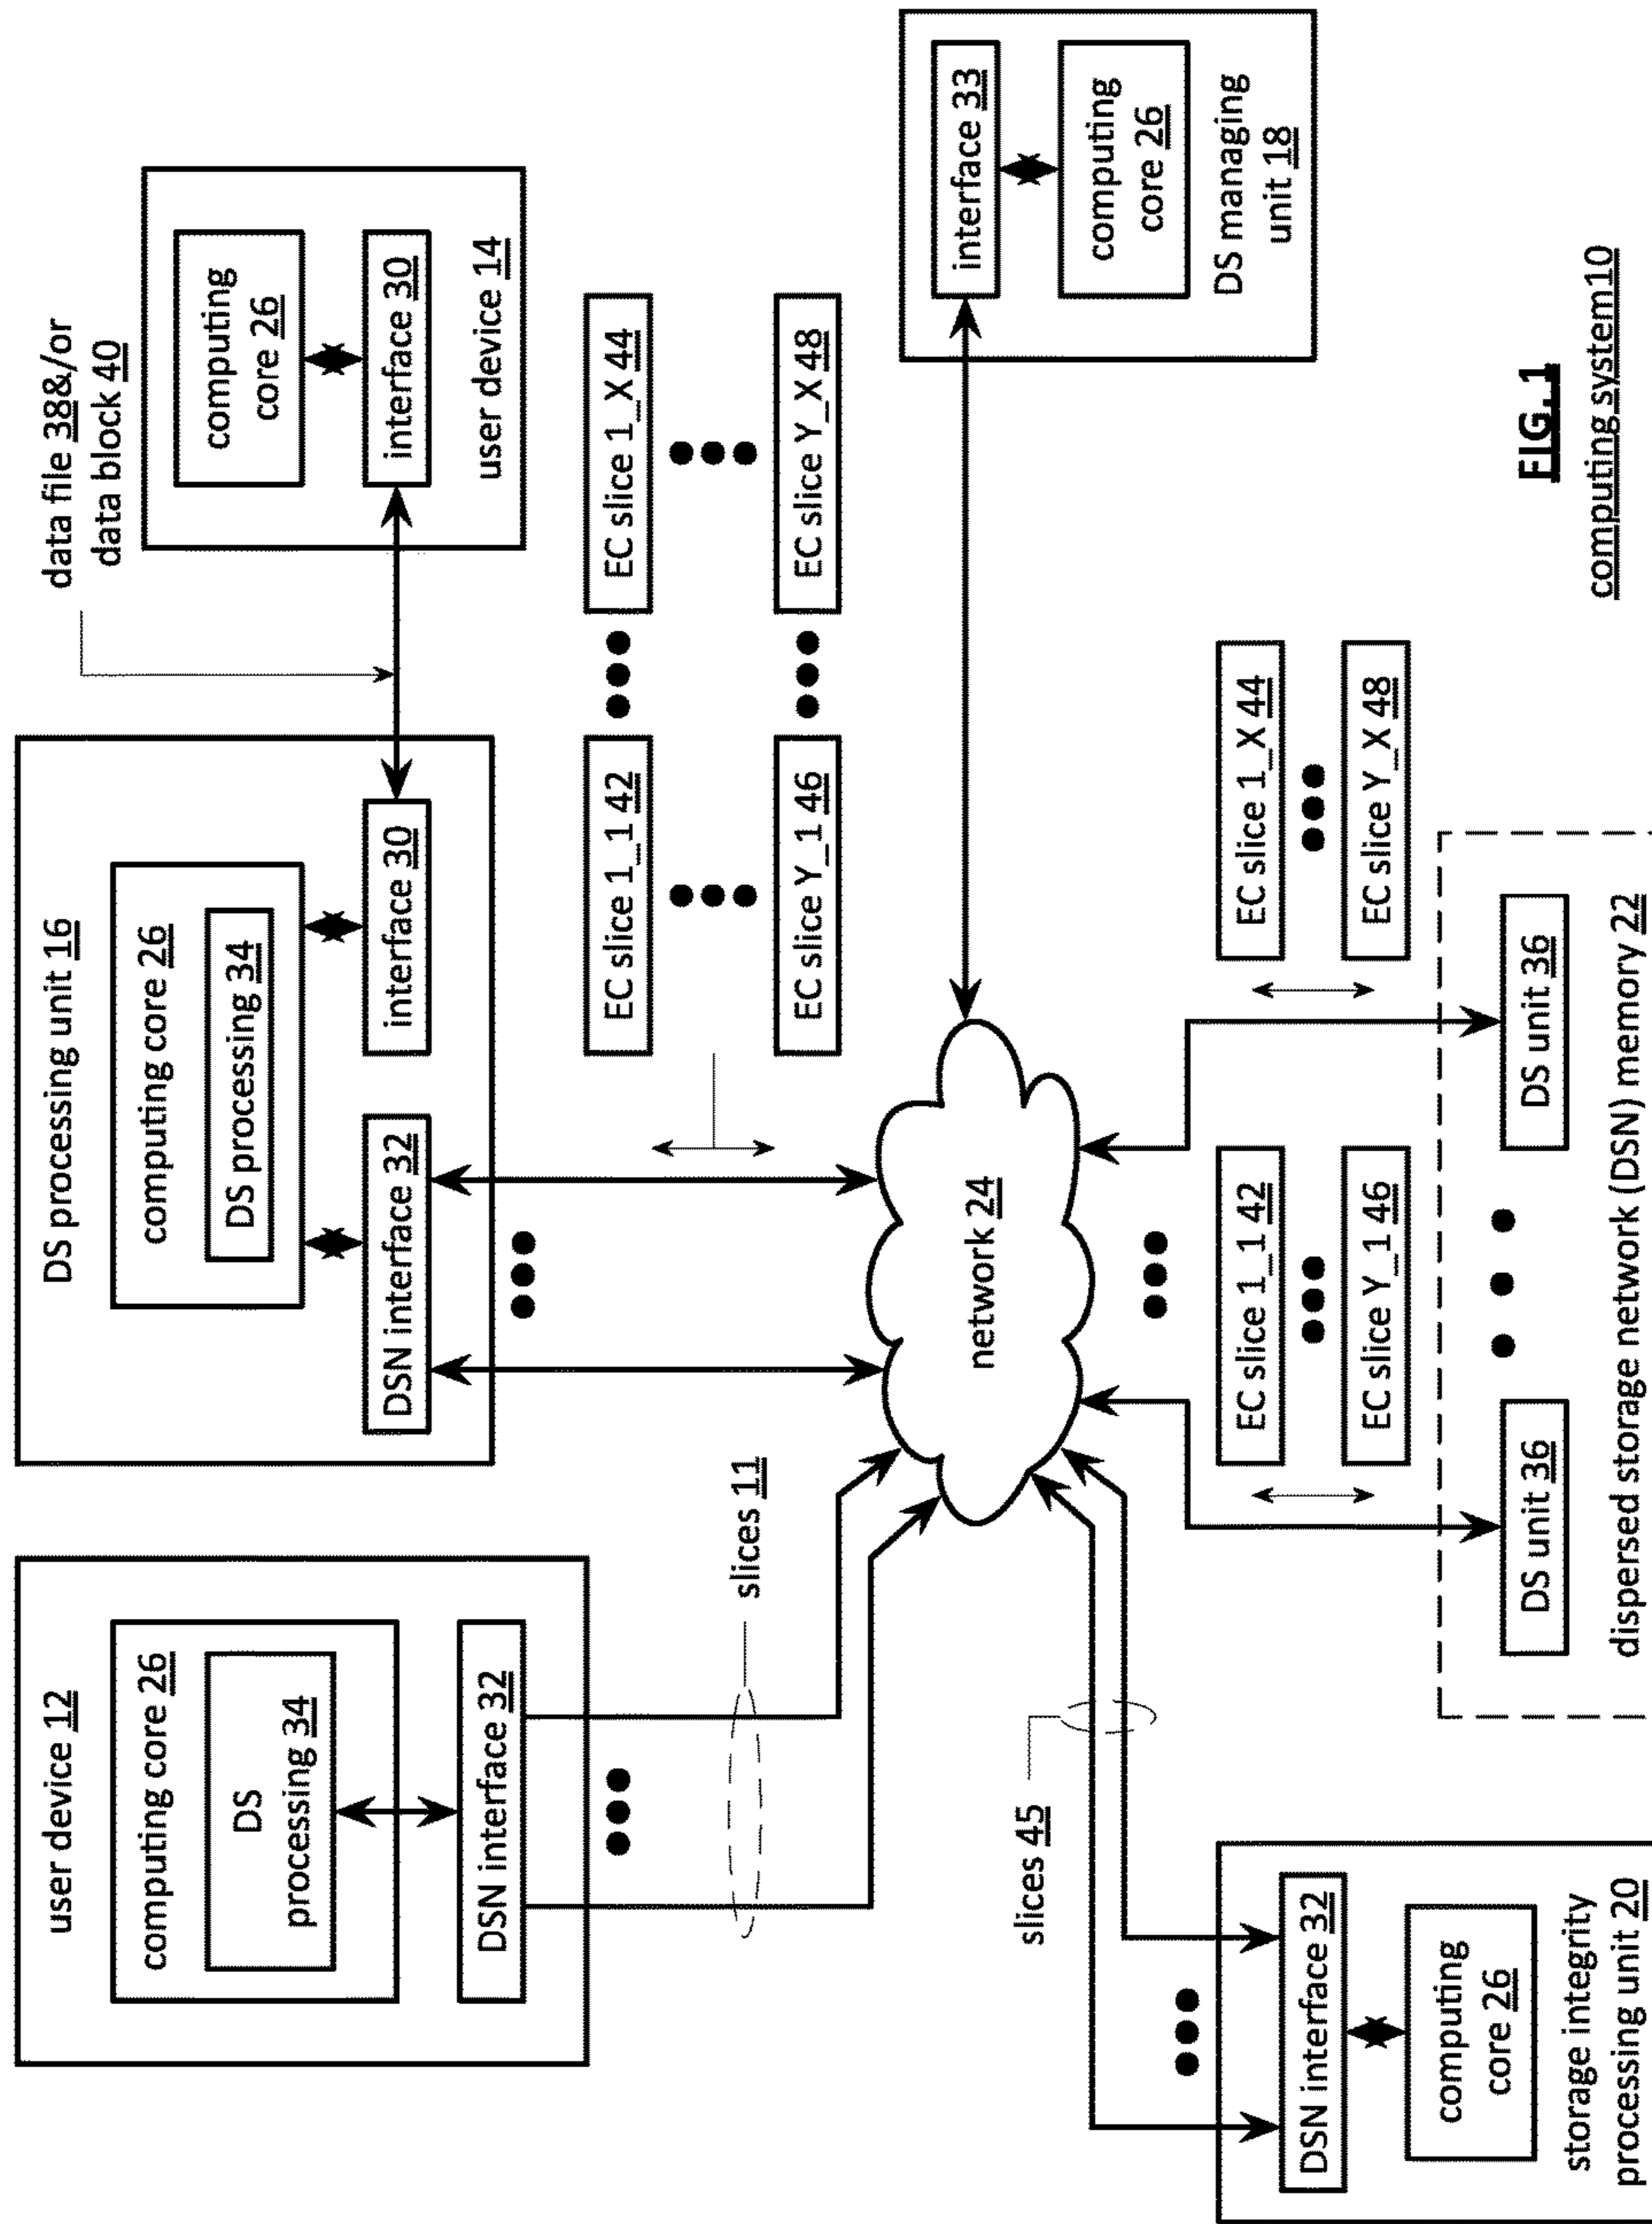 user device 12
computing core 26
DS
processing 34
DSN interface 32
slices 11
DS processing unit 16
computing core 26
DS processing 34
DSN interface 32
interface 30
data file 38&/or
data block 40
computing
core 26
interface 30
user device 14
EC slice 1_1 42
EC slice 1_X 44
EC slice Y_1 46
EC slice Y_X 48
network 24
interface 33
computing
core 26
DS managing
unit 18
slices 45
DSN interface 32
computing
core 26
storage integrity
processing unit 20
EC slice 1_1 42
EC slice Y_1 46
EC slice 1_X 44
EC slice Y_X 48
DS unit 36
DS unit 36
dispersed storage network (DSN) memory 22
FIG. 1
computing system10